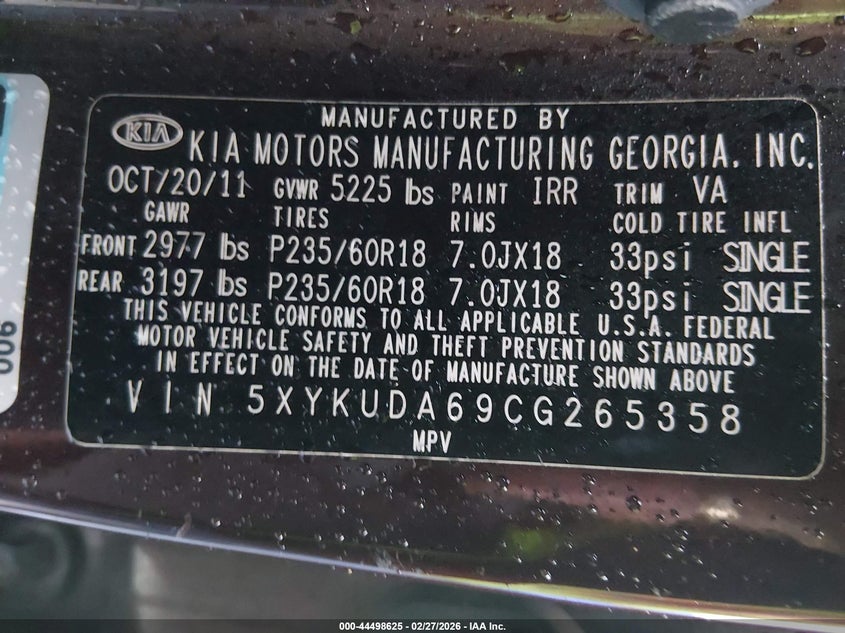 MANUFACTURED BY
KIA KIA MOTORS MANUFACTURING GEORGIA, INC.
OCT/20/11 GVWR 5225 lbs PAINT IRR TRIM VA
GAWR TIRES RIMS COLD TIRE INFL
FRONT 2977 lbs P235/60R18 7.0JX18 33psi SINGLE
REAR 3197 lbs P235/60R18 7.0JX18 33psi SINGLE
THIS VEHICLE CONFORMS TO ALL APPLICABLE U.S.A. FEDERAL
MOTOR VEHICLE SAFETY AND THEFT PREVENTION STANDARDS
IN EFFECT ON THE DATE OF MANUFACTURE SHOWN ABOVE
VIN 5XYKUDA69CG265358
MPV
000-44498625 - 02/27/2026 - IAA Inc.